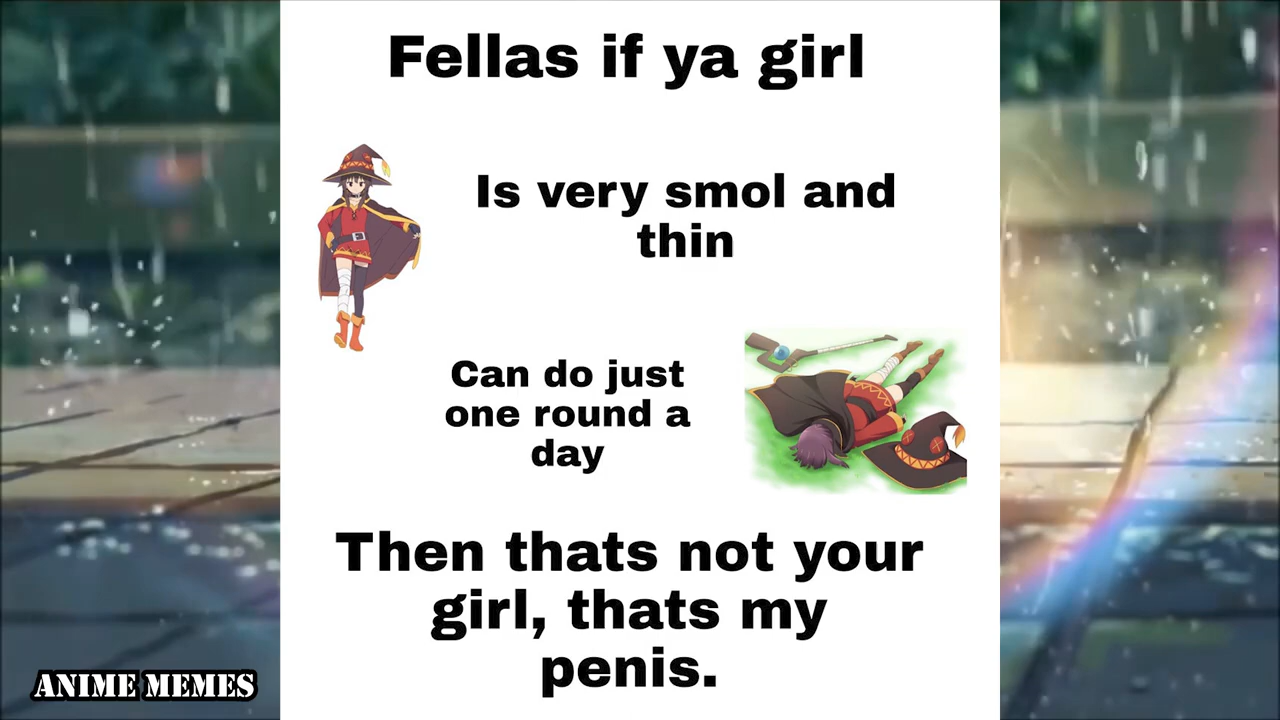 Fellas if ya girl
Is very smol and
thin
Can do just
one round a
day
Then thats not your
girl, thats my
penis.
ANIME MEMES